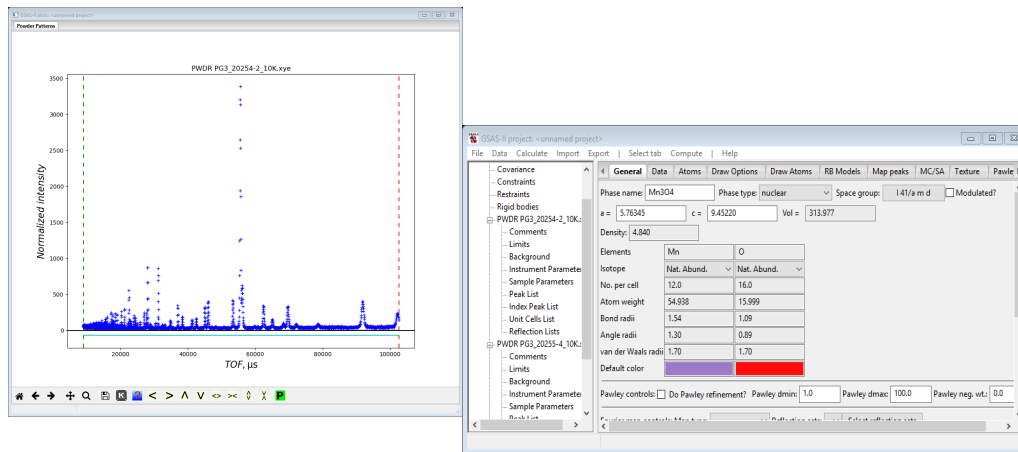 GSAS-II plots: <unnamed project>
Powder Patterns
PWDR PG3_20254-2_10K.xye
3500
3000
2500
2000
1500
1000
500
0
Normalized intensity
20000 40000 60000 80000 100000
TOF, μs
K P
GSAS-II project: <unnamed project>
File Data Calculate Import Export | Select tab Compute | Help
Covariance
Constraints
Restraints
Rigid bodies
PWDR PG3_20254-2_10K.
Comments
Limits
Background
Instrument Parameter
Sample Parameters
Peak List
Index Peak List
Unit Cells List
Reflection Lists
PWDR PG3_20255-4_10K.
Comments
Limits
Background
Instrument Parameter
Sample Parameters
Peak List
General Data Atoms Draw Options Draw Atoms RB Models Map peaks MC/SA Texture Pawley
Phase name: Mn3O4 Phase type: nuclear Space group: I 41/a m d Modulated?
a = 5.76345 c = 9.45220 Vol = 313.977
Density: 4.840
Elements Mn O
Isotope Nat. Abund. Nat. Abund.
No. per cell 12.0 16.0
Atom weight 54.938 15.999
Bond radii 1.54 1.09
Angle radii 1.30 0.89
van der Waals radii 1.70 1.70
Default color
Pawley controls: Do Pawley refinement? Pawley dmin: 1.0 Pawley dmax: 100.0 Pawley neg. wt.: 0.0